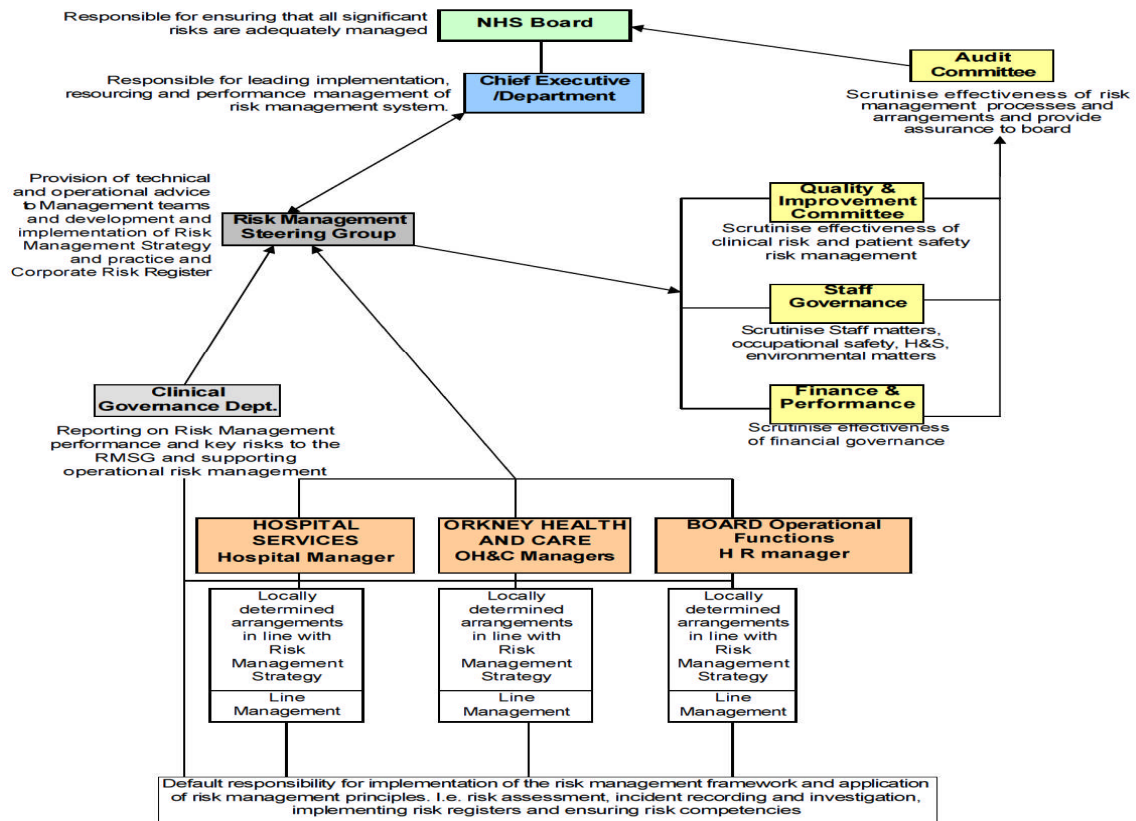 Responsible for ensuring that all significant
risks are adequately managed
NHS Board
Audit
Committee
Responsible for leading implementation,
resourcing and performance management of
risk management system.
Chief Executive
/Department
Scrutinise effectiveness of risk
management processes and
arrangements and provide
assurance to board
Provision of technical
and operational advice
to Management teams
and development and
implementation of Risk
Management Strategy
and practice and
Corporate Risk Register
Risk Management
Steering Group
Quality &
Improvement
Committee
Scrutinise effectiveness of
clinical risk and patient safety
risk management
Staff
Governance
Scrutinise Staff matters,
occupational safety, H&S,
environmental matters
Clinical
Governance Dept.
Finance &
Performance
Scrutinise effectiveness
of financial governance
Reporting on Risk Management
performance and key risks to the
RMSG and supporting
operational risk management
HOSPITAL
SERVICES
Hospital Manager
ORKNEY HEALTH
AND CARE
OH&C Managers
BOARD Operational
Functions
H R manager
Locally
determined
arrangements
in line with
Risk
Management
Strategy
Line
Management
Locally
determined
arrangements
in line with
Risk
Management
Strategy
Line
Management
Locally
determined
arrangements
in line with
Risk
Management
Strategy
Line
Management
Default responsibility for implementation of the risk management framework and application
of risk management principles. I.e. risk assessment, incident recording and investigation,
implementing risk registers and ensuring risk competencies